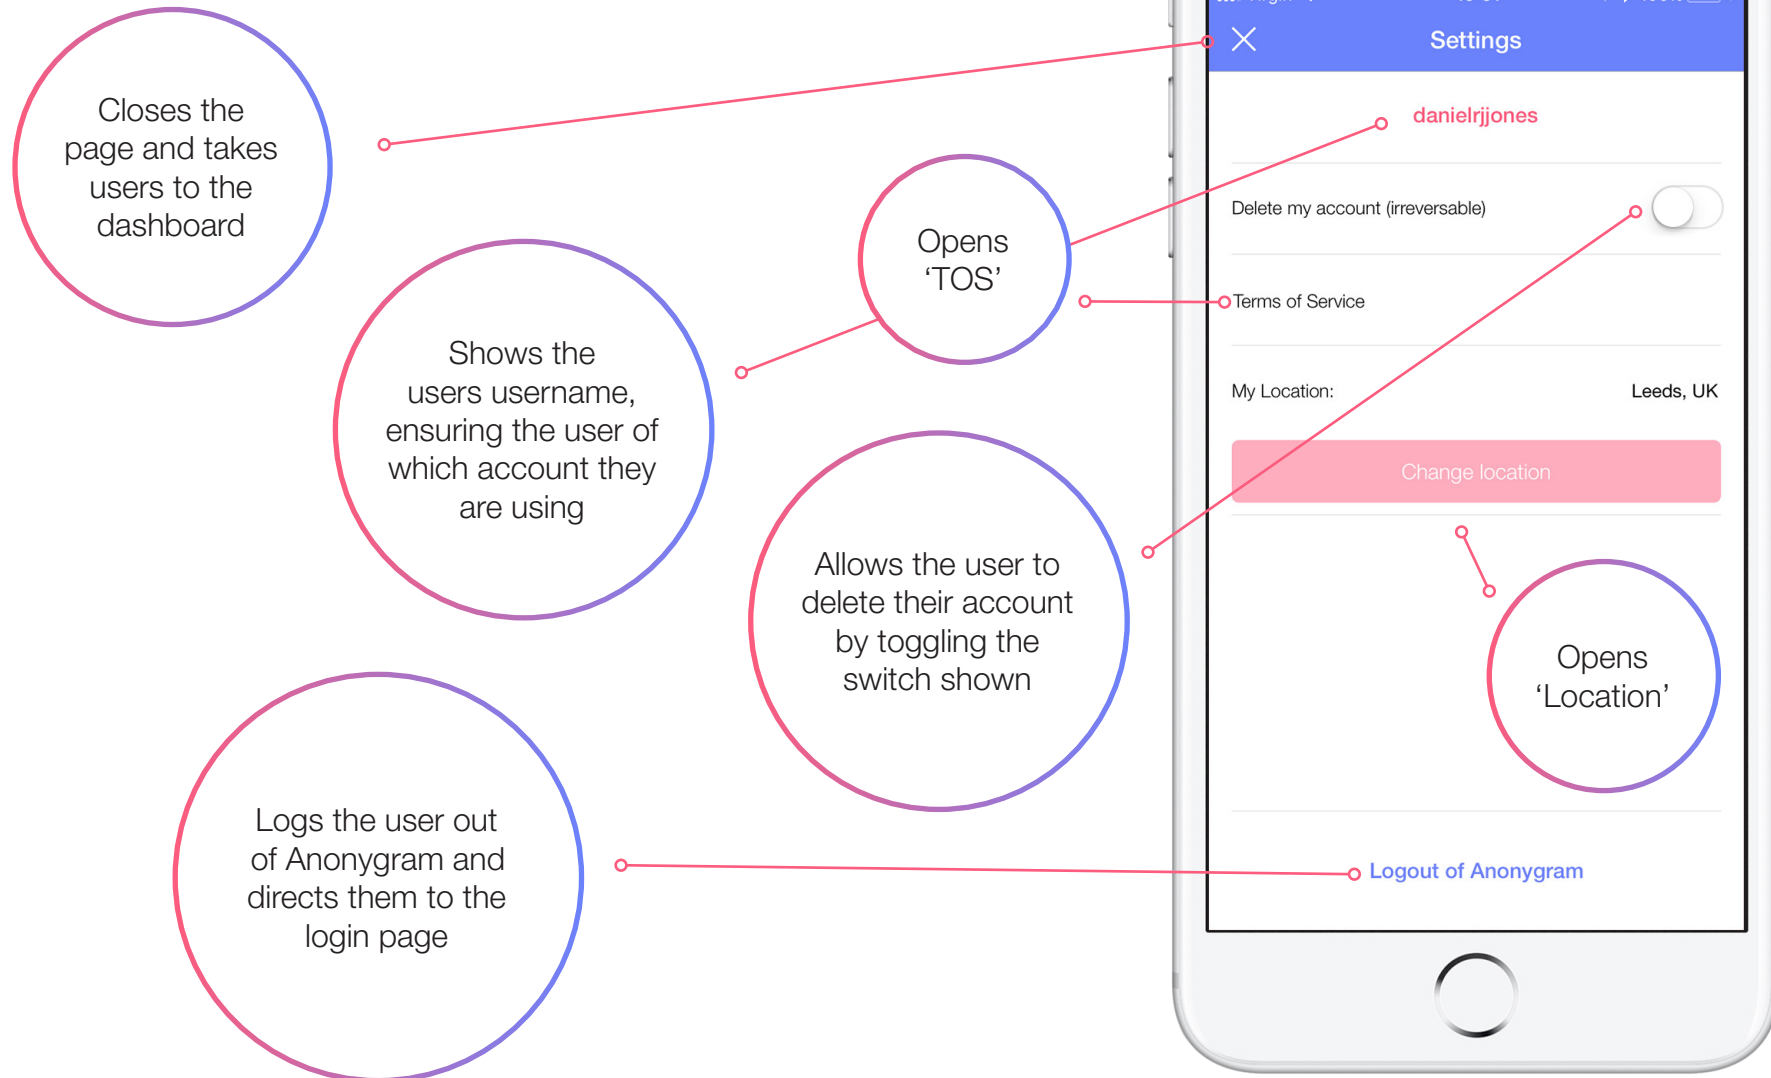 Settings
Closes the
page and takes
users to the
dashboard
danielrjjones
Delete my account (irreversable)
Opens
‘TOS’
Terms of Service
Shows the
users username,
ensuring the user of
which account they
are using
My Location:
Leeds, UK
Change location
Allows the user to
delete their account
by toggling the
switch shown
Opens
‘Location’
Logs the user out
of Anonygram and
directs them to the
login page
Logout of Anonygram